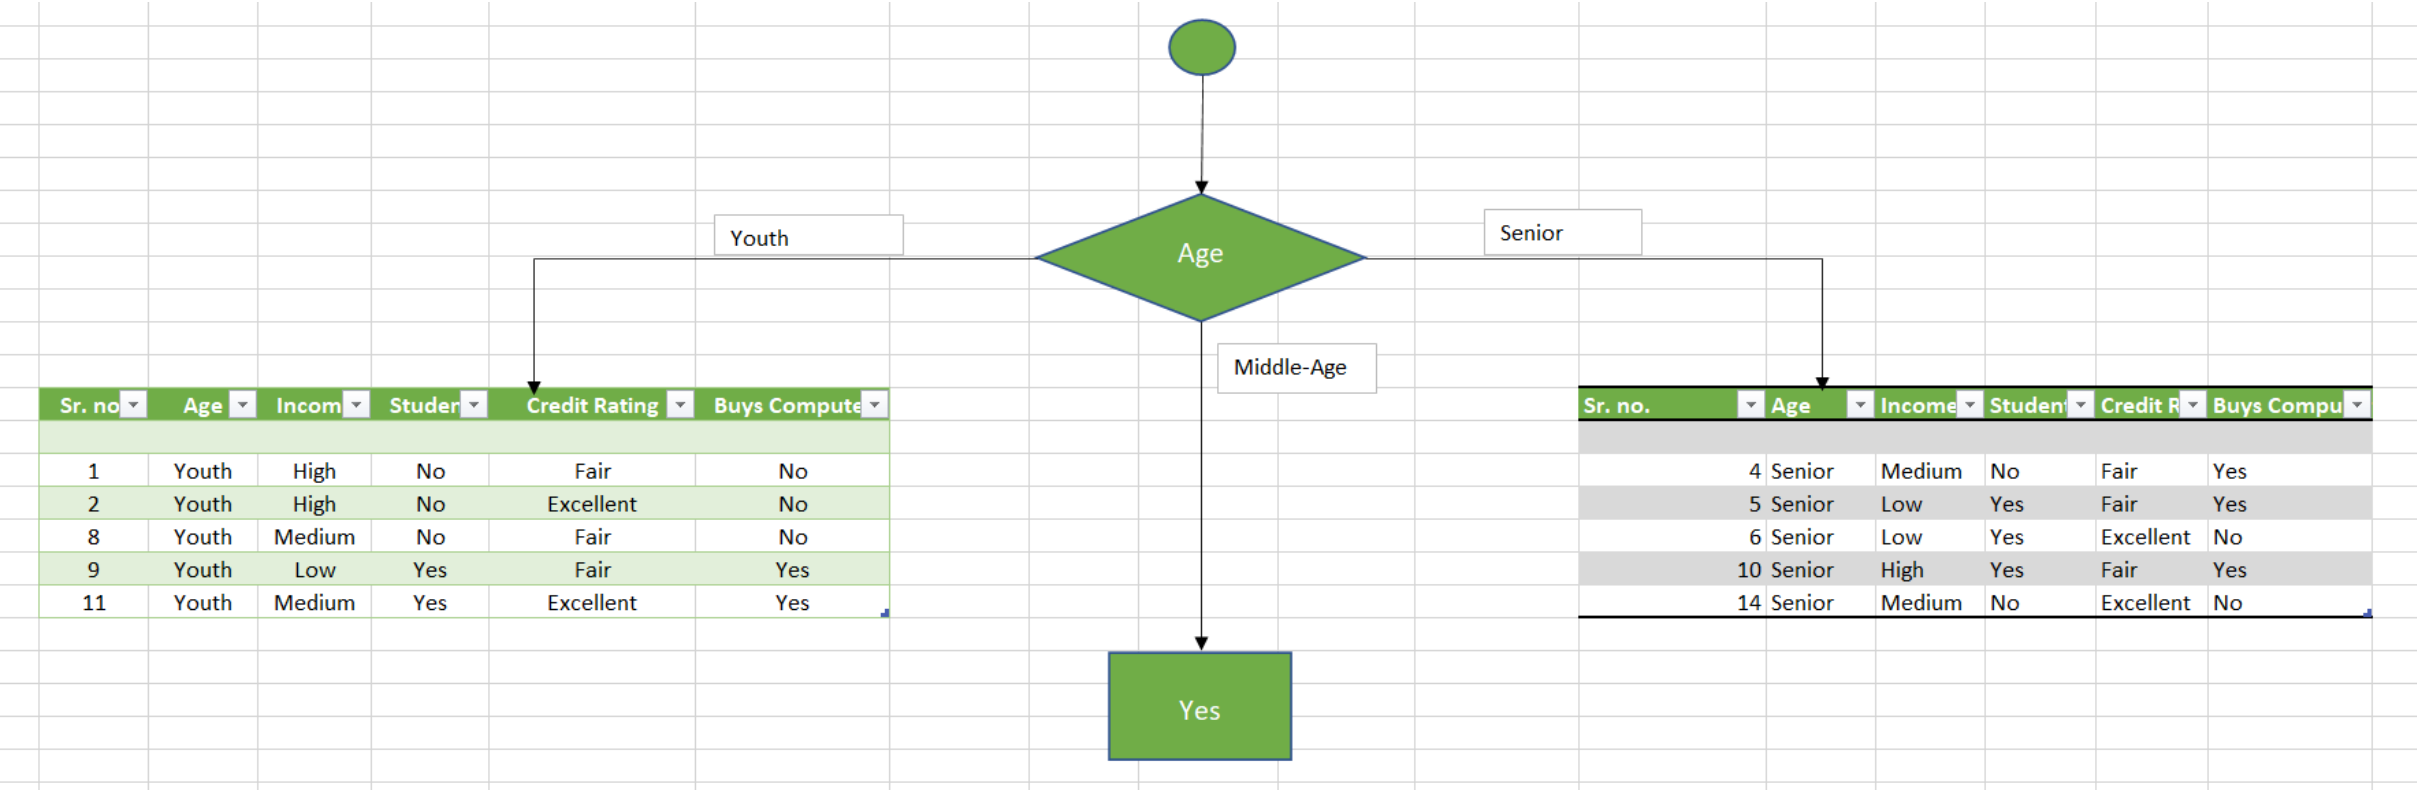 Age
Youth
Senior
Middle-Age
Sr. no Age Incom Studen Credit Rating Buys Compute
1 Youth High No Fair No
2 Youth High No Excellent No
8 Youth Medium No Fair No
9 Youth Low Yes Fair Yes
11 Youth Medium Yes Excellent Yes
Sr. no. Age Income Student Credit R Buys Compu
4 Senior Medium No Fair Yes
5 Senior Low Yes Fair Yes
6 Senior Low Yes Excellent No
10 Senior High Yes Fair Yes
14 Senior Medium No Excellent No
Yes